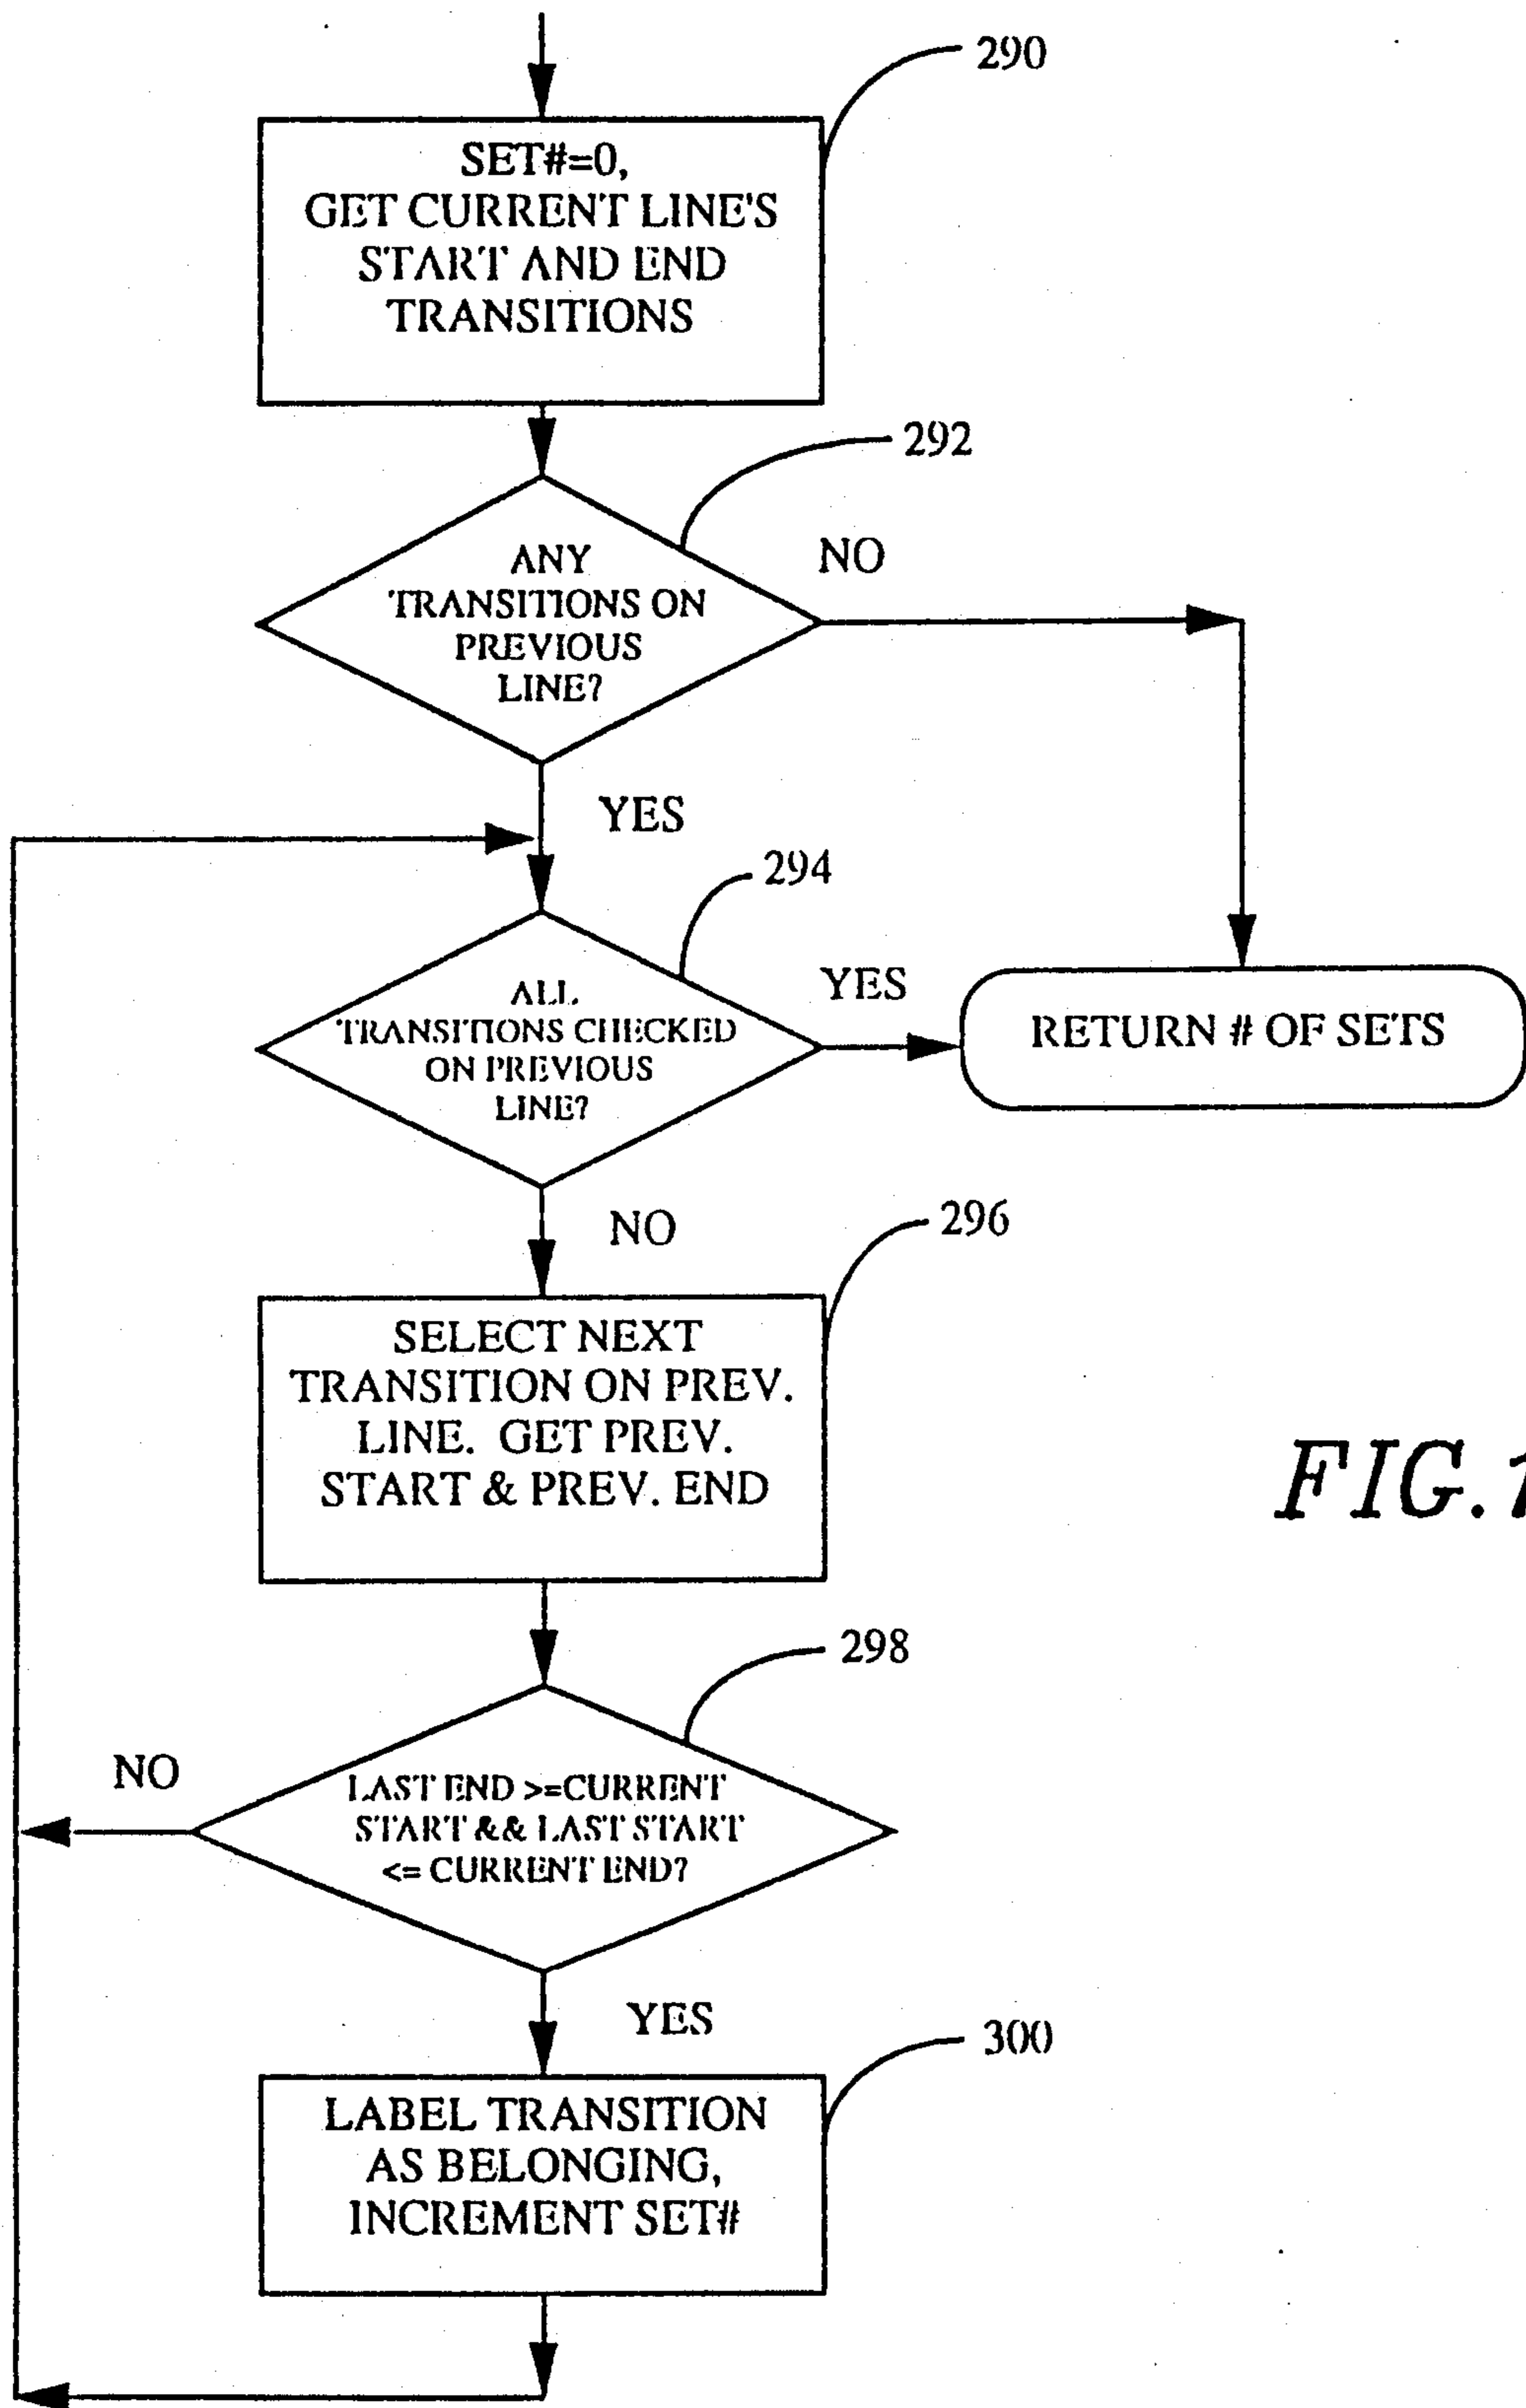 290
SET#=0,
GET CURRENT LINE'S
START AND END
TRANSITIONS
292
ANY
TRANSITIONS ON
PREVIOUS
LINE?
NO
YES
294
ALL
TRANSITIONS CHECKED
ON PREVIOUS
LINE?
YES
RETURN # OF SETS
NO
296
SELECT NEXT
TRANSITION ON PREV.
LINE. GET PREV.
START & PREV. END
FIG.1
298
LAST END >=CURRENT
START && LAST START
<= CURRENT END?
NO
YES
300
LABEL TRANSITION
AS BELONGING,
INCREMENT SET#